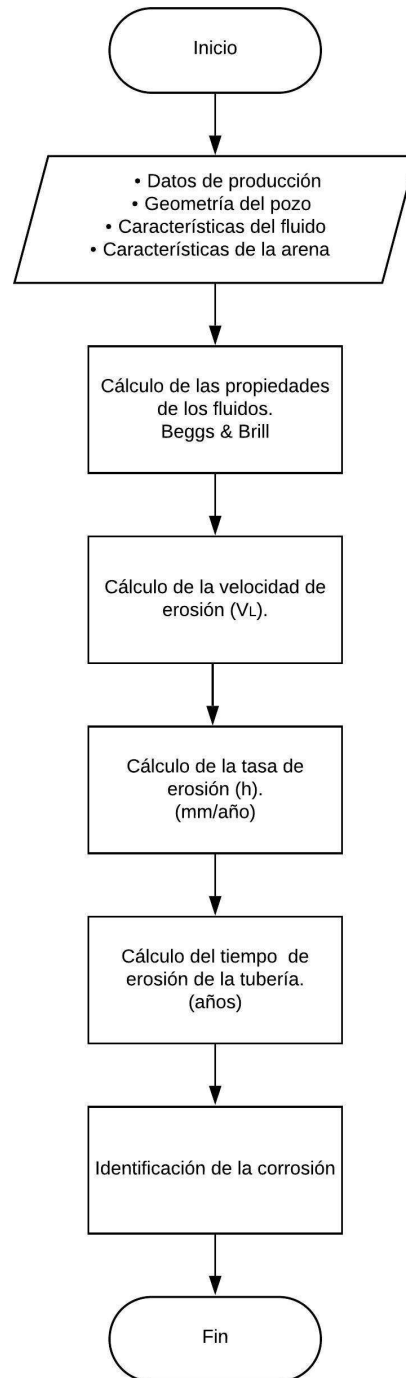 Inicio
• Datos de producción
• Geometría del pozo
• Características del fluido
• Características de la arena
Cálculo de las propiedades
de los fluidos.
Beggs & Brill
Cálculo de la velocidad de
erosión (VL).
Cálculo de la tasa de
erosión (h).
(mm/año)
Cálculo del tiempo de
erosión de la tubería.
(años)
Identificación de la corrosión
Fin